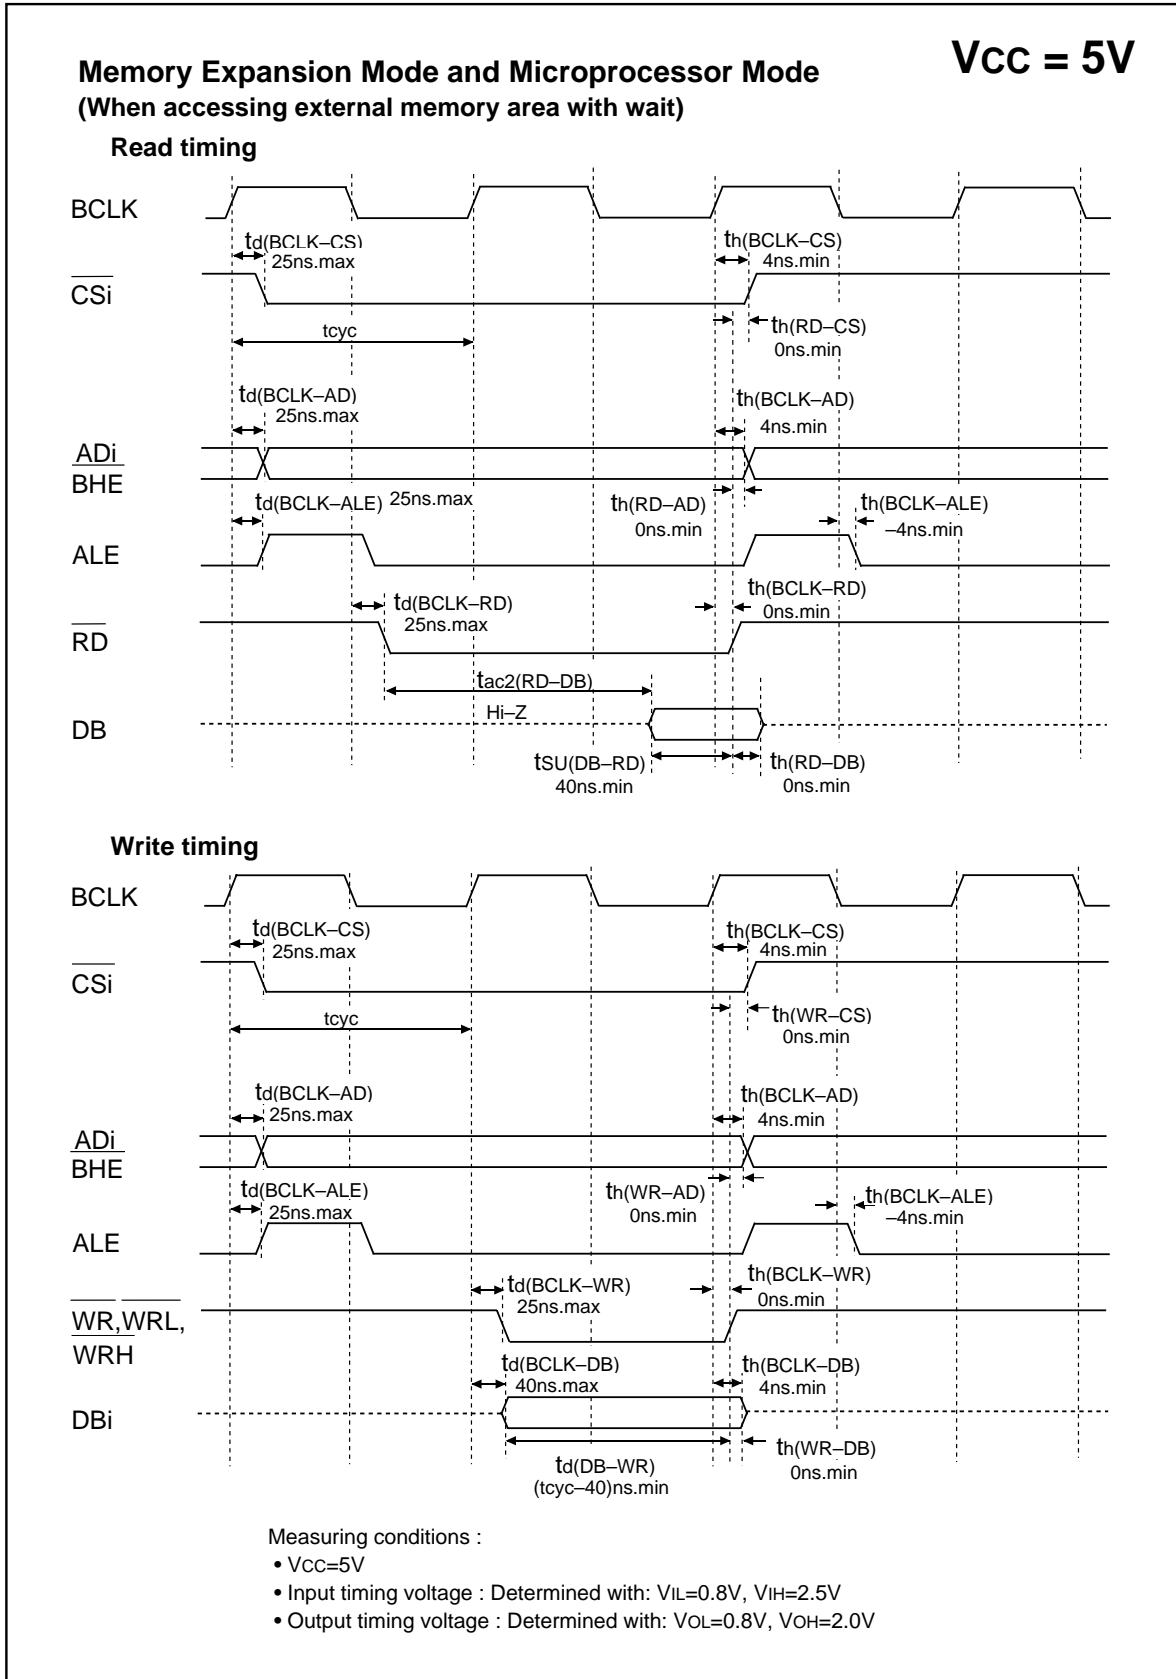 Vcc = 5V
Memory Expansion Mode and Microprocessor Mode
(When accessing external memory area with wait)
Read timing
BCLK
td(BCLK–CS)
25ns.max
th(BCLK–CS)
4ns.min
CSi
tcyc
th(RD–CS)
0ns.min
td(BCLK–AD)
25ns.max
th(BCLK–AD)
4ns.min
ADi
BHE
td(BCLK–ALE) 25ns.max
th(RD–AD)
0ns.min
th(BCLK–ALE)
–4ns.min
ALE
td(BCLK–RD)
25ns.max
th(BCLK–RD)
0ns.min
RD
tac2(RD–DB)
Hi–Z
DB
tSU(DB–RD)
40ns.min
th(RD–DB)
0ns.min
Write timing
BCLK
td(BCLK–CS)
25ns.max
th(BCLK–CS)
4ns.min
CSi
tcyc
th(WR–CS)
0ns.min
td(BCLK–AD)
25ns.max
th(BCLK–AD)
4ns.min
ADi
BHE
td(BCLK–ALE)
25ns.max
th(WR–AD)
0ns.min
th(BCLK–ALE)
–4ns.min
ALE
td(BCLK–WR)
25ns.max
th(BCLK–WR)
0ns.min
WR,WRL,
WRH
td(BCLK–DB)
40ns.max
th(BCLK–DB)
4ns.min
DBi
td(DB–WR)
(tcyc–40)ns.min
th(WR–DB)
0ns.min
Measuring conditions :
• VCC=5V
• Input timing voltage : Determined with: VIL=0.8V, VIH=2.5V
• Output timing voltage : Determined with: VOL=0.8V, VOH=2.0V